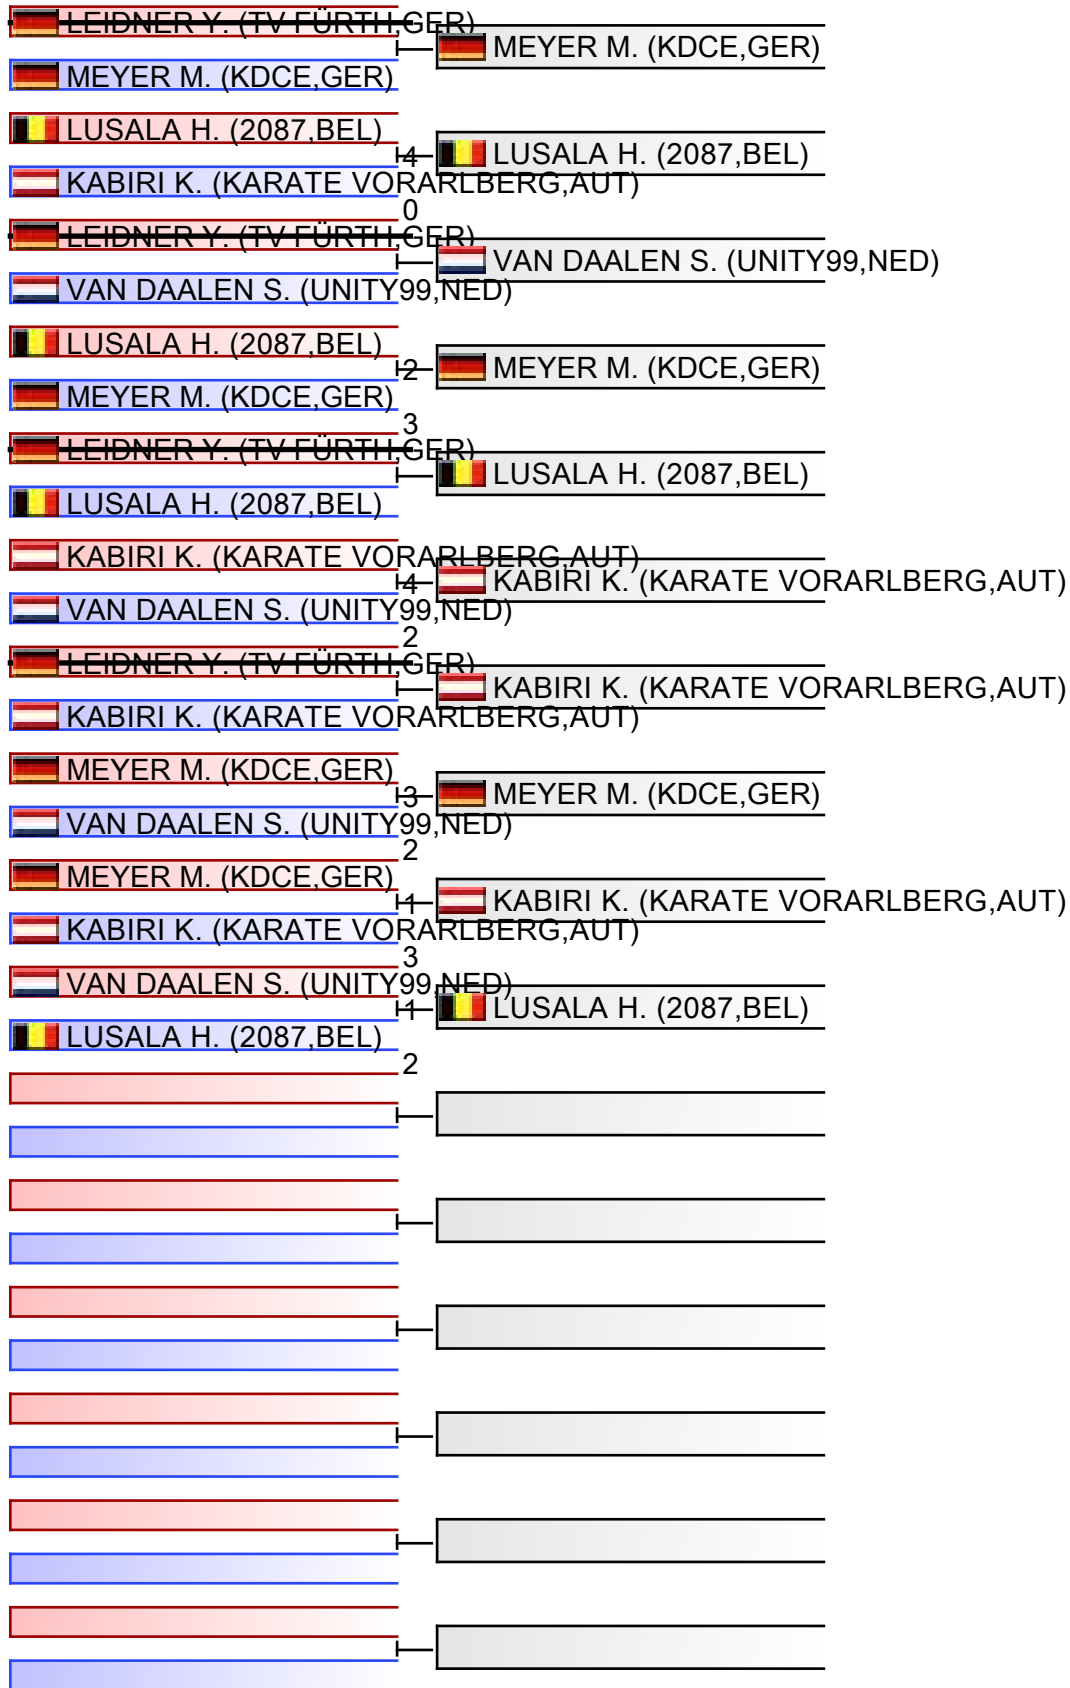 LEIDNER Y. (TV FÜRTH,GER)
MEYER M. (KDCE,GER)
MEYER M. (KDCE,GER)
LUSALA H. (2087,BEL)
4
LUSALA H. (2087,BEL)
KABIRI K. (KARATE VORARLBERG,AUT)
0
LEIDNER Y. (TV FÜRTH,GER)
VAN DAALEN S. (UNITY99,NED)
VAN DAALEN S. (UNITY99,NED)
LUSALA H. (2087,BEL)
2
MEYER M. (KDCE,GER)
MEYER M. (KDCE,GER)
3
LEIDNER Y. (TV FÜRTH,GER)
LUSALA H. (2087,BEL)
LUSALA H. (2087,BEL)
KABIRI K. (KARATE VORARLBERG,AUT)
4
KABIRI K. (KARATE VORARLBERG,AUT)
VAN DAALEN S. (UNITY99,NED)
2
LEIDNER Y. (TV FÜRTH,GER)
KABIRI K. (KARATE VORARLBERG,AUT)
KABIRI K. (KARATE VORARLBERG,AUT)
MEYER M. (KDCE,GER)
3
MEYER M. (KDCE,GER)
VAN DAALEN S. (UNITY99,NED)
2
MEYER M. (KDCE,GER)
1
KABIRI K. (KARATE VORARLBERG,AUT)
KABIRI K. (KARATE VORARLBERG,AUT)
3
VAN DAALEN S. (UNITY99,NED)
1
LUSALA H. (2087,BEL)
LUSALA H. (2087,BEL)
2